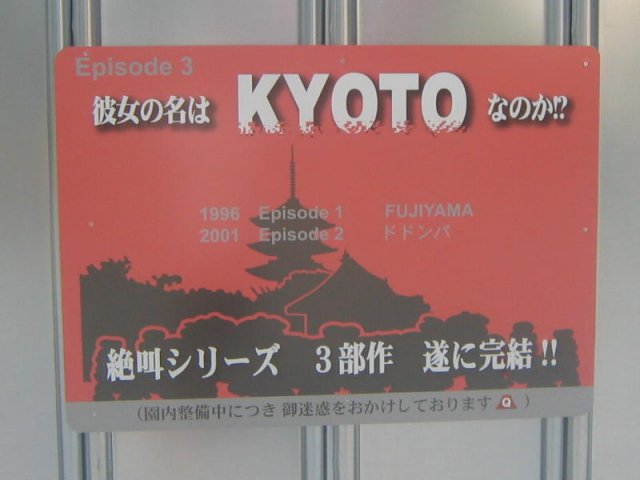 Episode 3
彼女の名は KYOTO なのか!?
1996 Episode 1 FUJIYAMA
2001 Episode 2 ドドンパ
絶叫シリーズ 3部作 遂に完結!!
(園内整備中につき 御迷惑をおかけしております Q )